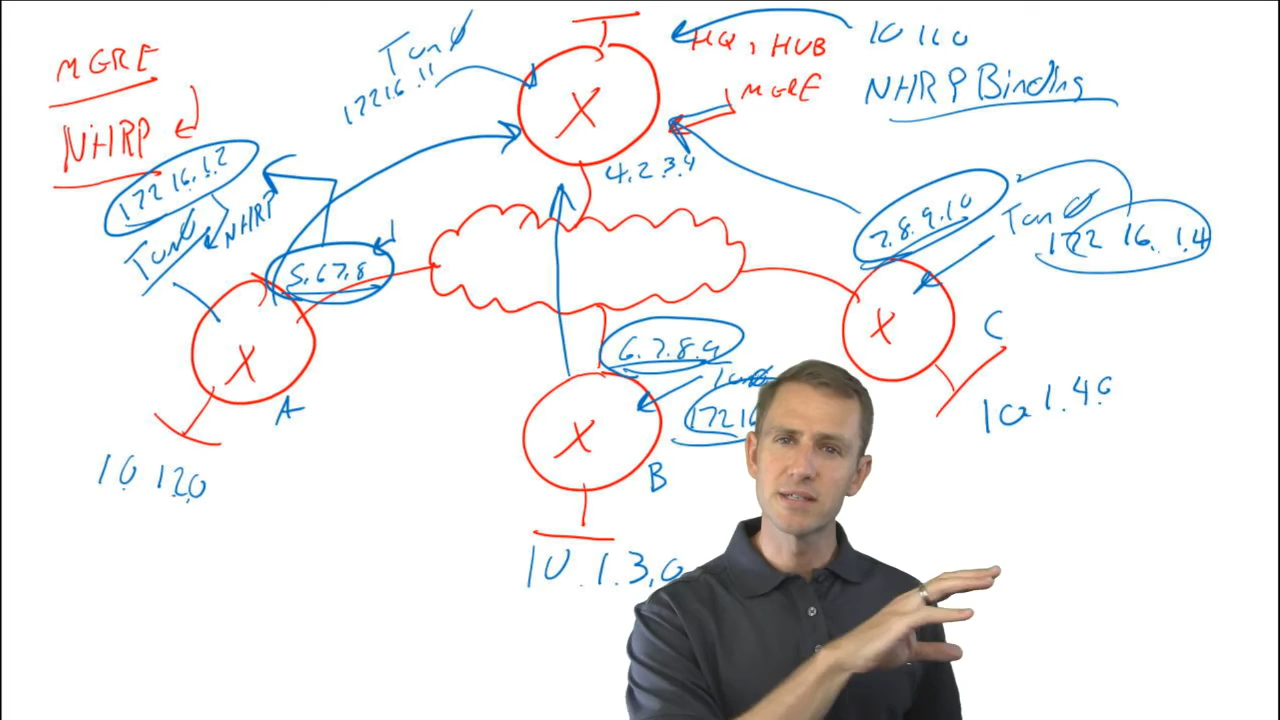 MGRE
NHRP
Tun0
172.16.1.1
HQ, HUB
MGRE
10 1 1 0
NHRP Binding
172 16.1.2
Tun0
NHRP
4.2.3.4
7.8.9.10
Tun0
172 16. 1.4
5.6.7.8
X
X
X
X
6.7.8.9
Tun0
A
B
C
10 1.2.0
10.1.3.0
10 1.4.0